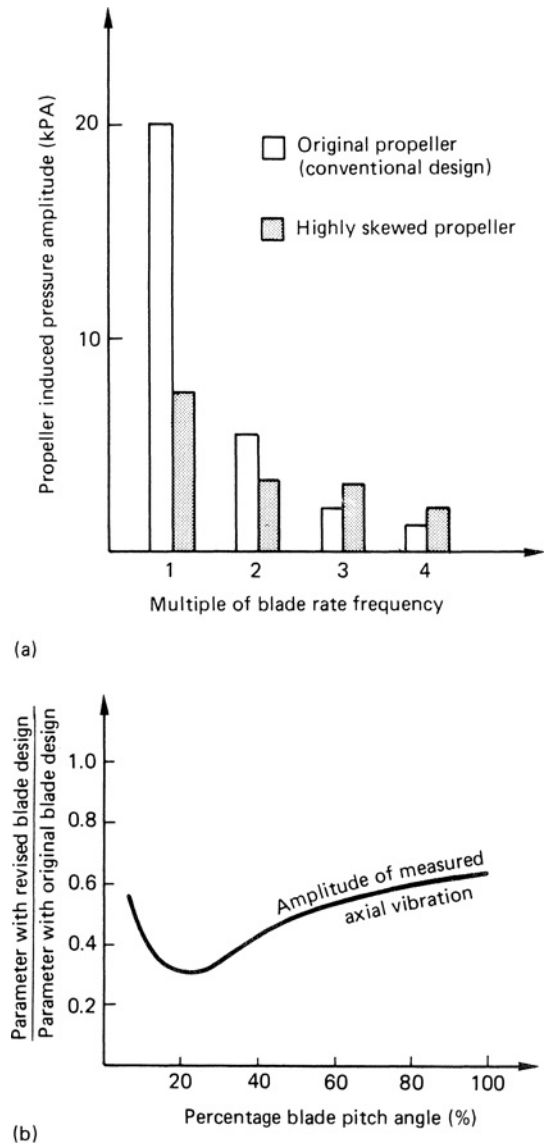 Propeller induced pressure amplitude (kPA)
20
10
Original propeller
(conventional design)
Highly skewed propeller
1 2 3 4
Multiple of blade rate frequency
(a)
Parameter with revised blade design
Parameter with original blade design
1.0
0.8
0.6
0.4
0.2
Amplitude of measured
axial vibration
20 40 60 80 100
Percentage blade pitch angle (%)
(b)